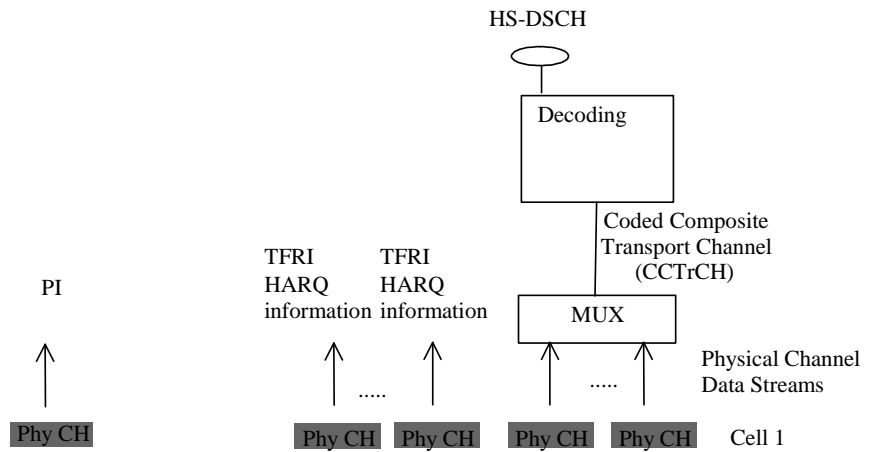 HS-DSCH
Decoding
Coded Composite
Transport Channel
(CCTrCH)
TFRI
HARQ
information
TFRI
HARQ
information
PI
MUX
Physical Channel
Data Streams
.....
.....
Phy CH
Phy CH
Phy CH
Phy CH
Phy CH
Cell 1